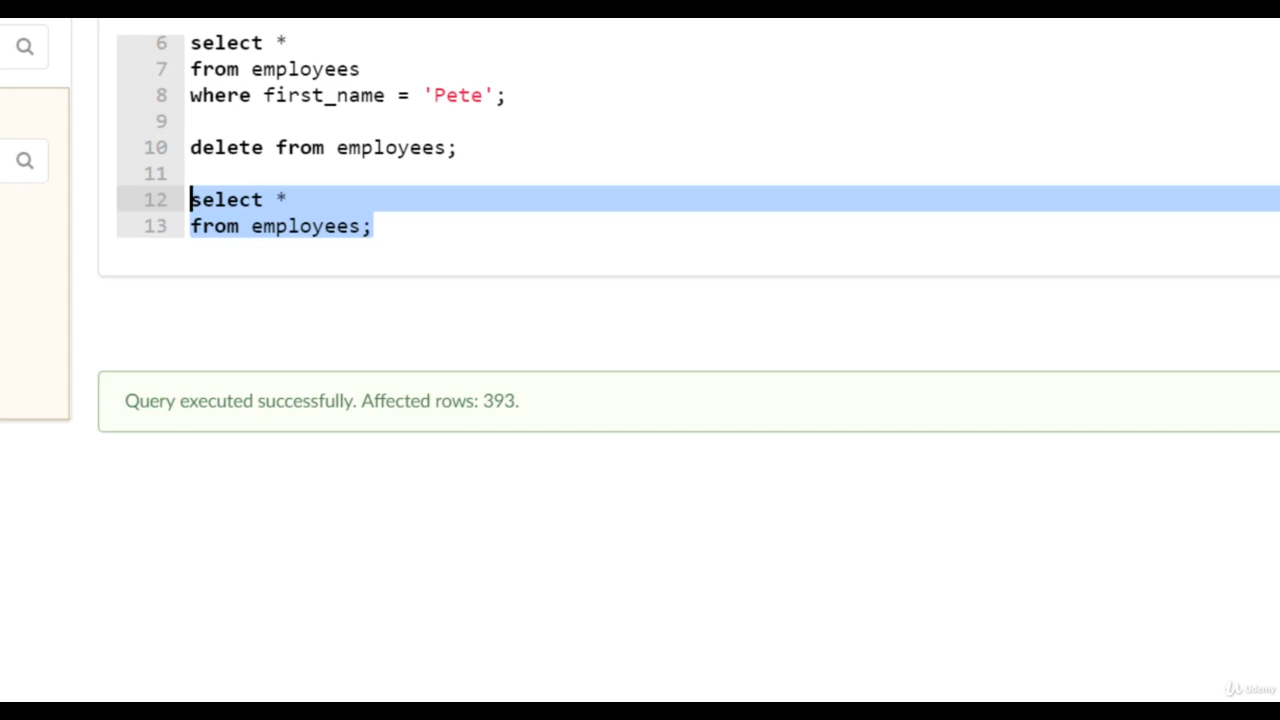 6 select *
7 from employees
8 where first_name = 'Pete';
9
10 delete from employees;
11
12 select *
13 from employees;
Query executed successfully. Affected rows: 393.
Udemy